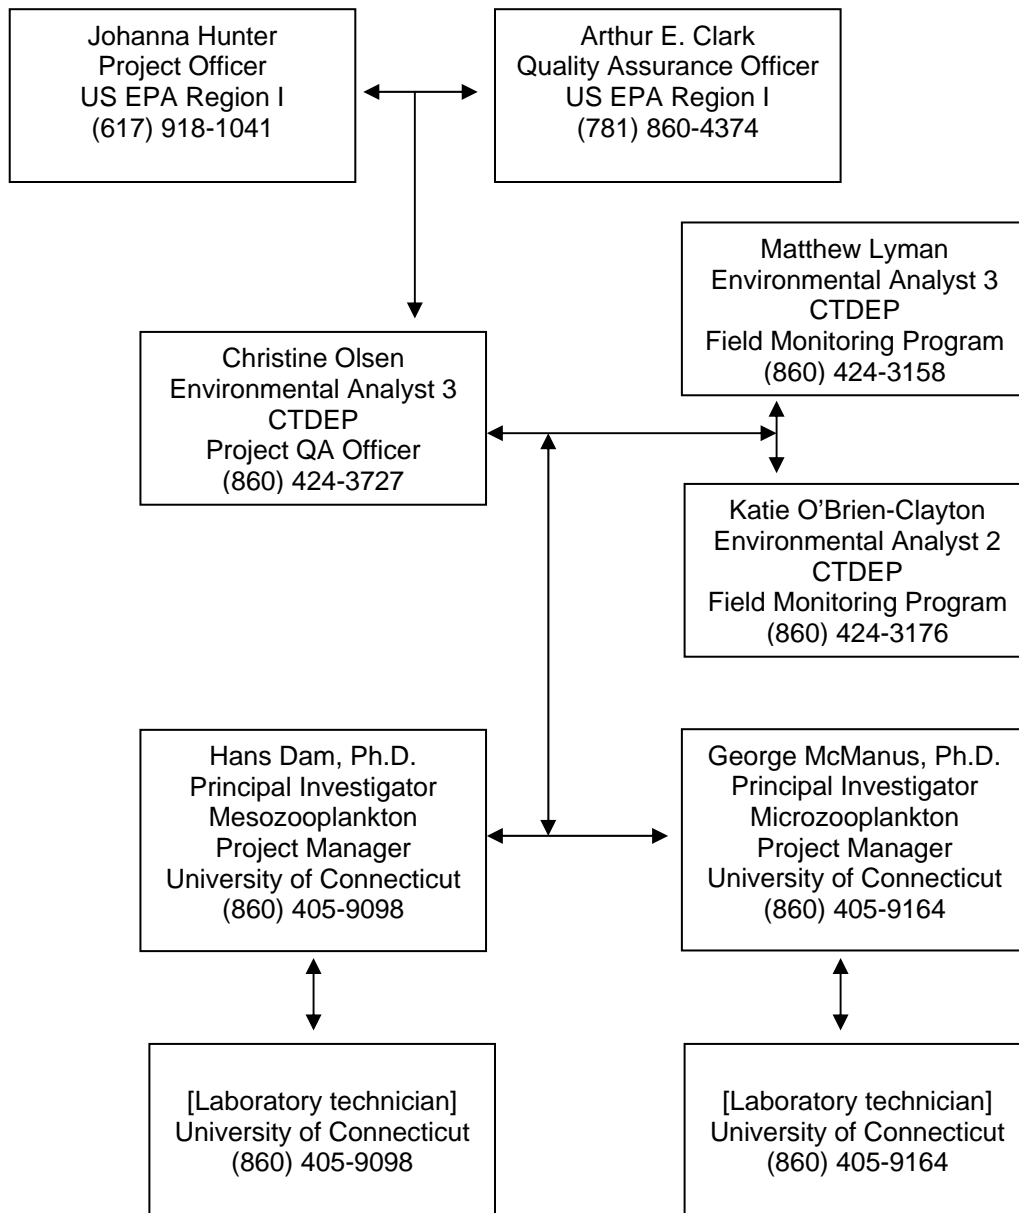 Johanna Hunter
Project Officer
US EPA Region I
(617) 918-1041
Arthur E. Clark
Quality Assurance Officer
US EPA Region I
(781) 860-4374
Matthew Lyman
Environmental Analyst 3
CTDEP
Field Monitoring Program
(860) 424-3158
Christine Olsen
Environmental Analyst 3
CTDEP
Project QA Officer
(860) 424-3727
Katie O’Brien-Clayton
Environmental Analyst 2
CTDEP
Field Monitoring Program
(860) 424-3176
Hans Dam, Ph.D.
Principal Investigator
Mesozooplankton
Project Manager
University of Connecticut
(860) 405-9098
George McManus, Ph.D.
Principal Investigator
Microzooplankton
Project Manager
University of Connecticut
(860) 405-9164
[Laboratory technician]
University of Connecticut
(860) 405-9098
[Laboratory technician]
University of Connecticut
(860) 405-9164